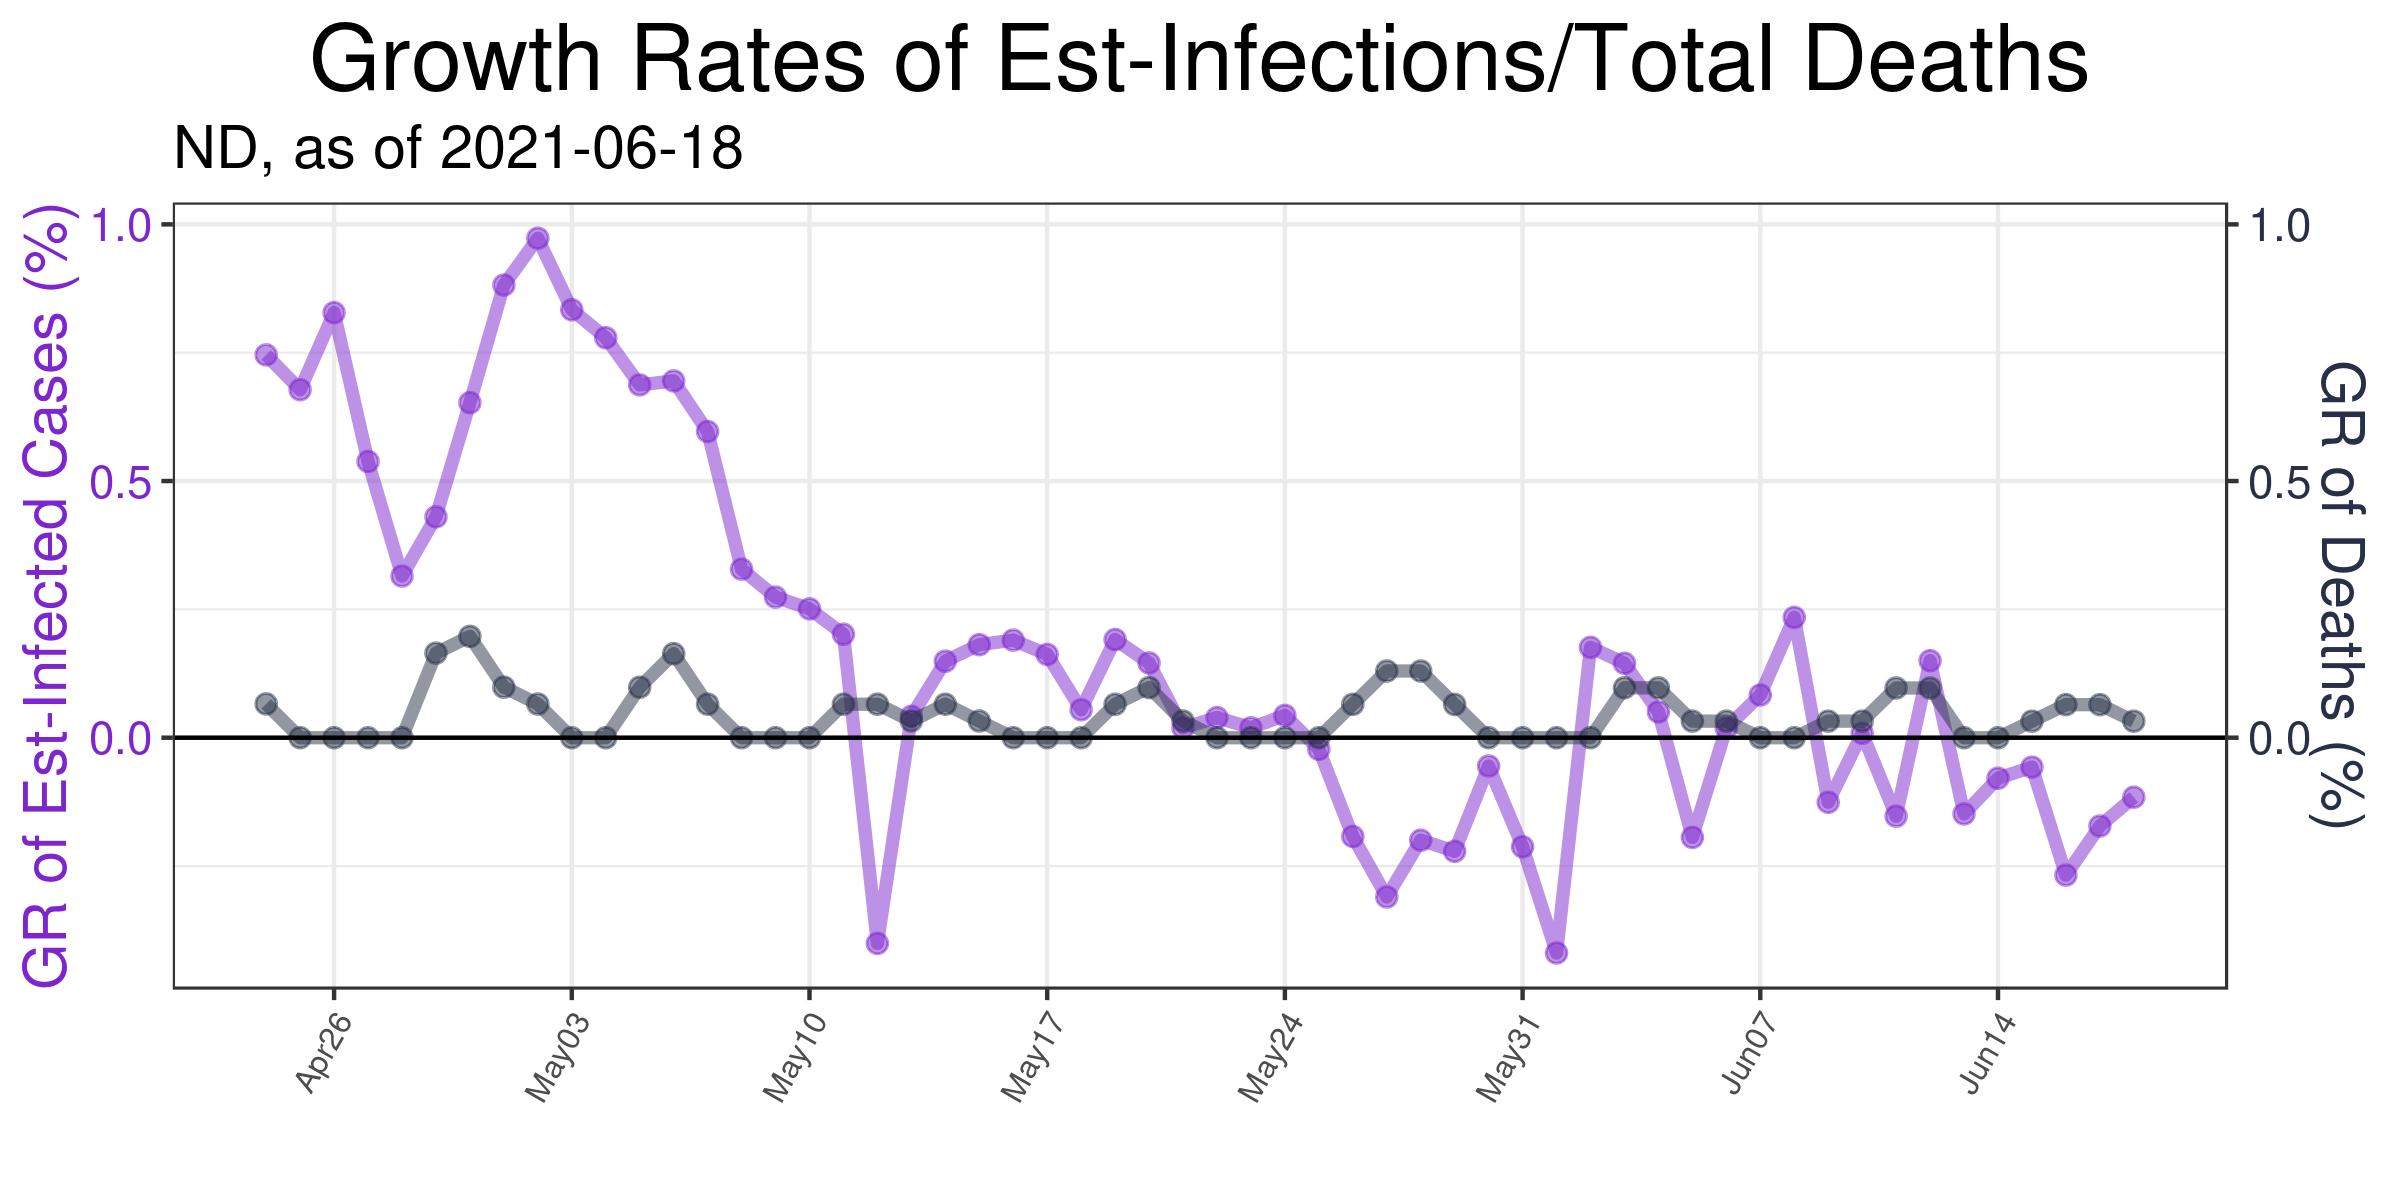 Growth Rates of Est-Infections/Total Deaths
ND, as of 2021-06-18
GR of Est-Infected Cases (%)
1.0
0.5
0.0
1.0
0.5
0.0
GR of Deaths (%)
Apr26
May03
May10
May17
May24
May31
Jun07
Jun14